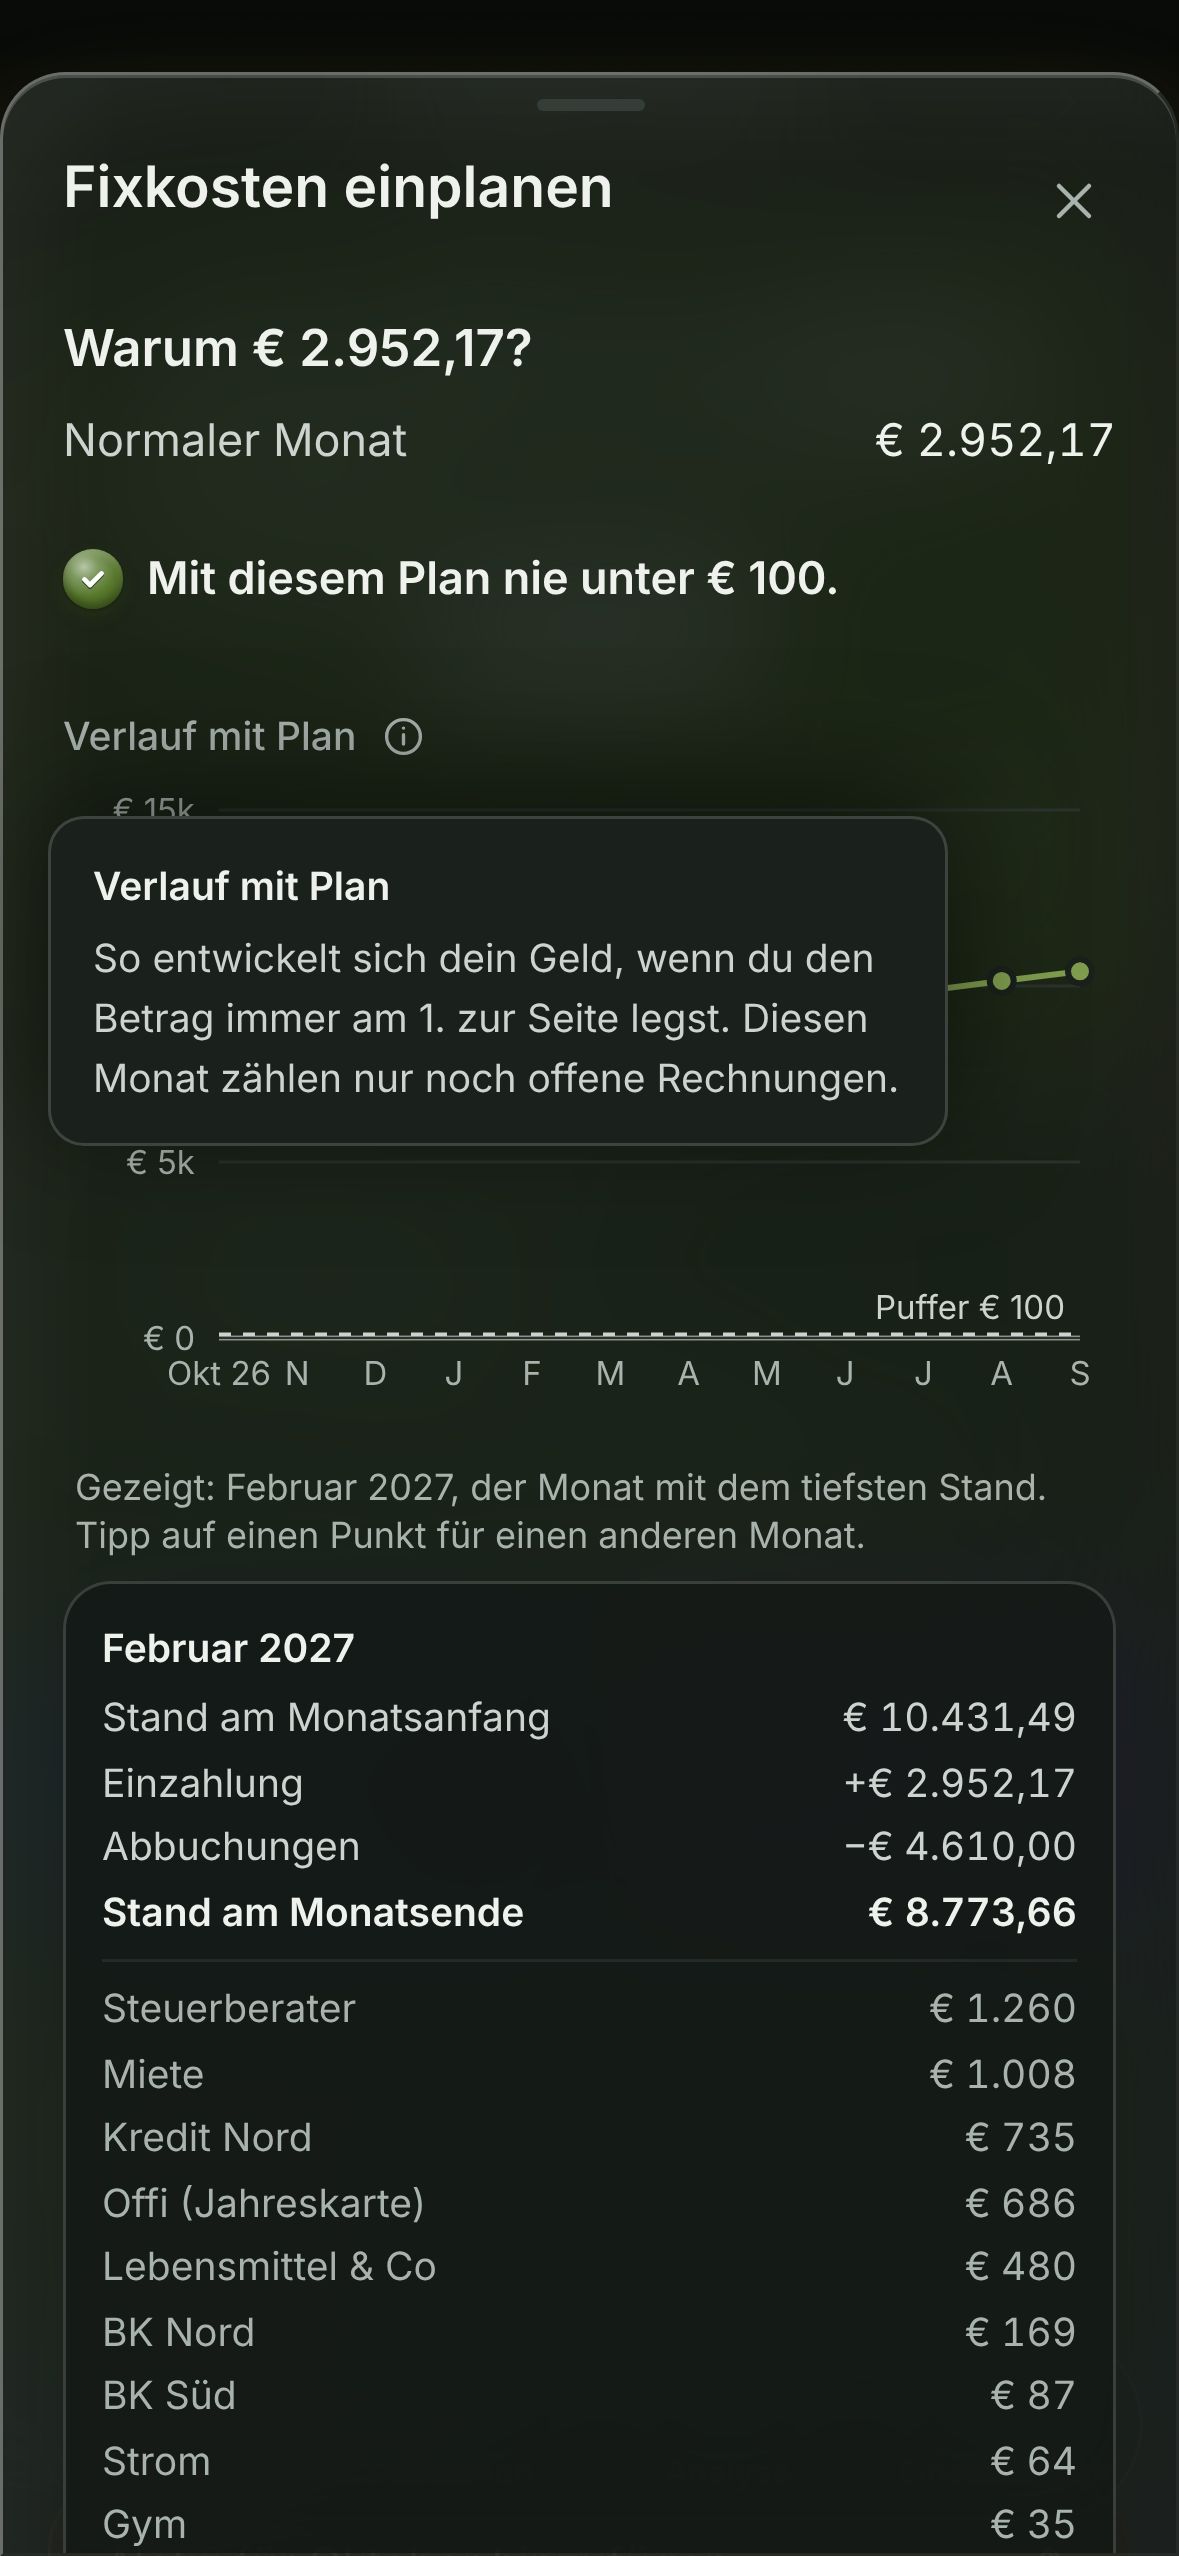 Fixkosten einplanen
Warum € 2.952,17?
Normaler Monat € 2.952,17
Mit diesem Plan nie unter € 100.
Verlauf mit Plan
€ 15k
Verlauf mit Plan
So entwickelt sich dein Geld, wenn du den
Betrag immer am 1. zur Seite legst. Diesen
Monat zählen nur noch offene Rechnungen.
€ 5k
Puffer € 100
€ 0
Okt 26 N D J F M A M J J A S
Gezeigt: Februar 2027, der Monat mit dem tiefsten Stand.
Tipp auf einen Punkt für einen anderen Monat.
Februar 2027
Stand am Monatsanfang € 10.431,49
Einzahlung +€ 2.952,17
Abbuchungen −€ 4.610,00
Stand am Monatsende € 8.773,66
Steuerberater € 1.260
Miete € 1.008
Kredit Nord € 735
Offi (Jahreskarte) € 686
Lebensmittel & Co € 480
BK Nord € 169
BK Süd € 87
Strom € 64
Gym € 35